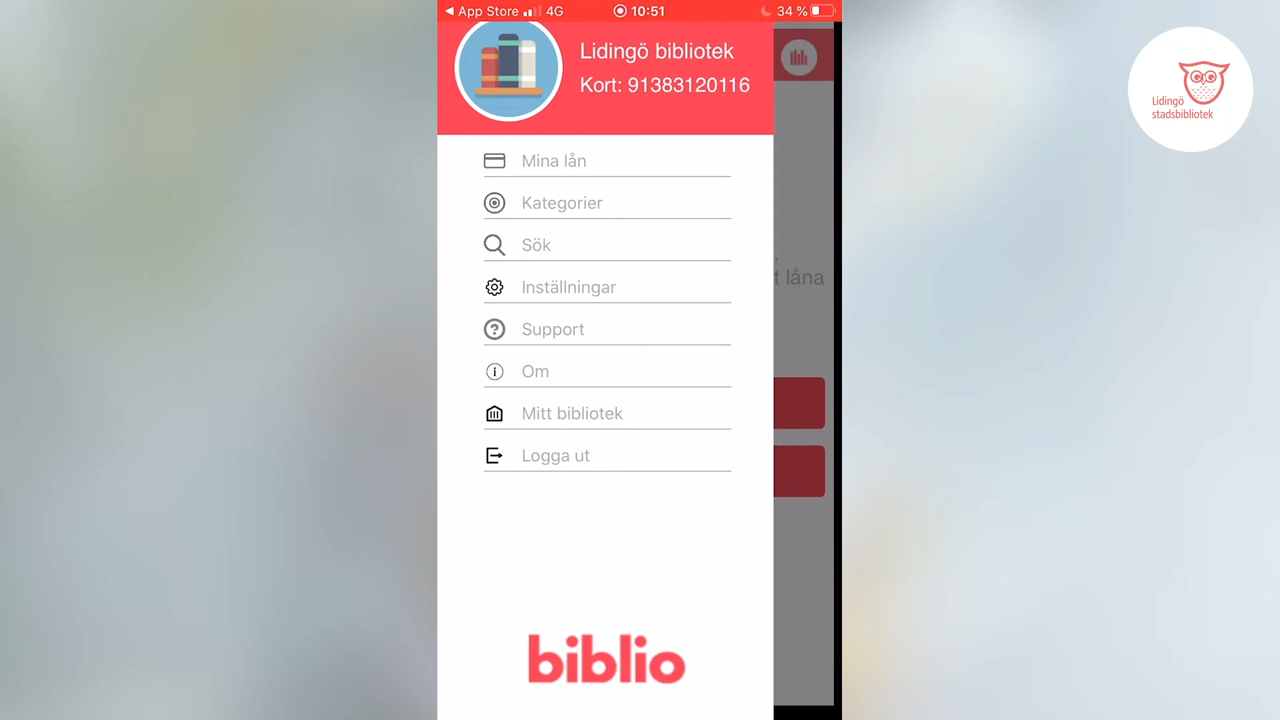 App Store 4G 10:51 34 %
Lidingö bibliotek
Kort: 91383120116
Mina lån
Kategorier
Sök
Inställningar
Support
Om
Mitt bibliotek
Logga ut
biblio
.
t låna
Lidingö
stadsbibliotek